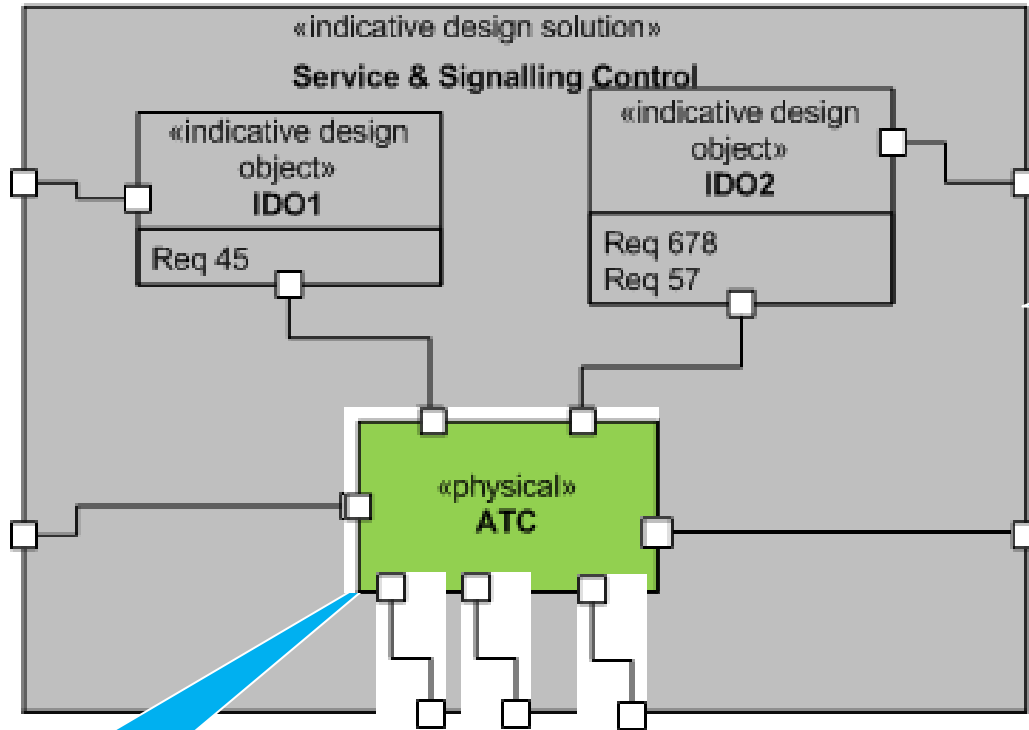 «indicative design solution»
Service & Signalling Control
«indicative design
object»
IDO1
Req 45
«indicative design
object»
IDO2
Req 678
Req 57
«physical»
ATC